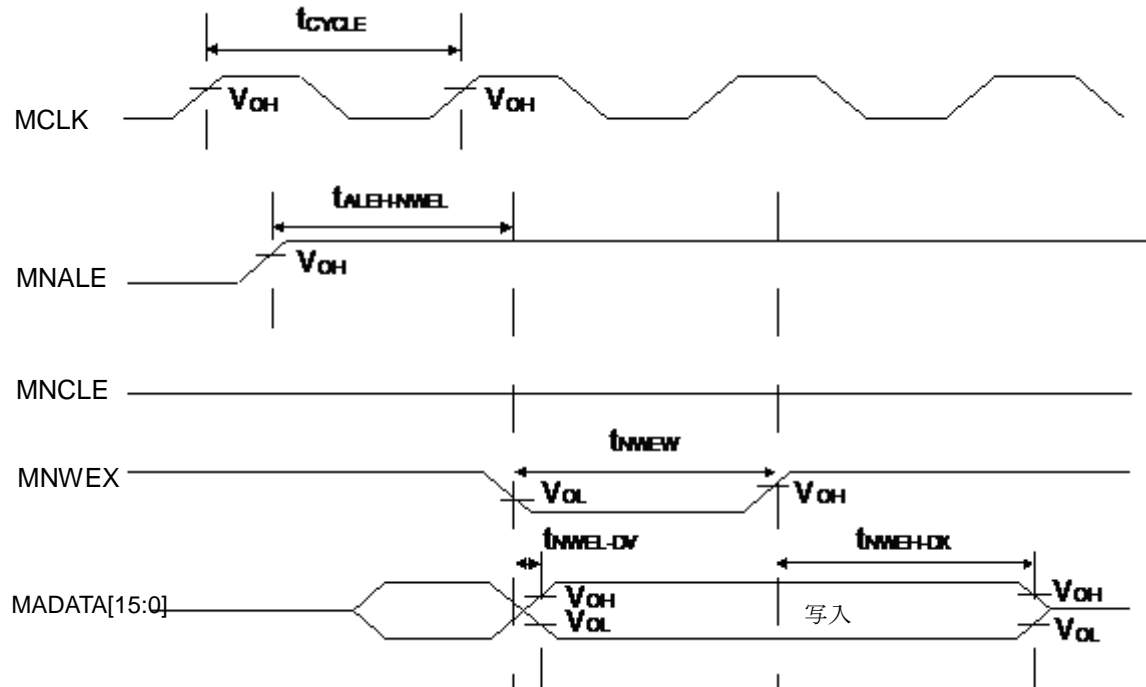 tCYCLE
MCLK
VOH
VOH
tALEH-NWEL
MNALE
VOH
MNCLE
tNWEW
MNWEX
VOL
VOH
tNWEL-DV
tNWEH-DX
MADATA[15:0]
VOH
VOL
写入
VOH
VOL